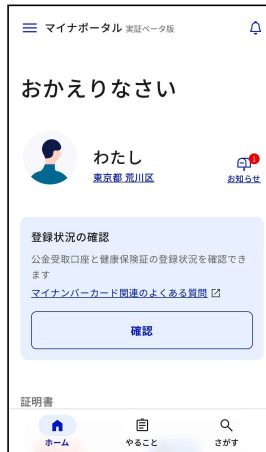 マイナポータル 実証ベータ版
おかえりなさい
わたし
東京都 荒川区
1
お知らせ
登録状況の確認
公金受取口座と健康保険証の登録状況を確認でき
ます
マイナンバーカード関連のよくある質問
確認
証明書
ホーム
やること
さがす